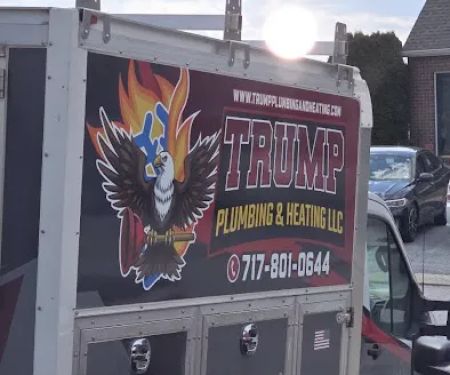 WWW.TRUMPPLUMBINGANDHEATING.COM
TRUMP
PLUMBING & HEATING LLC
717-801-0644